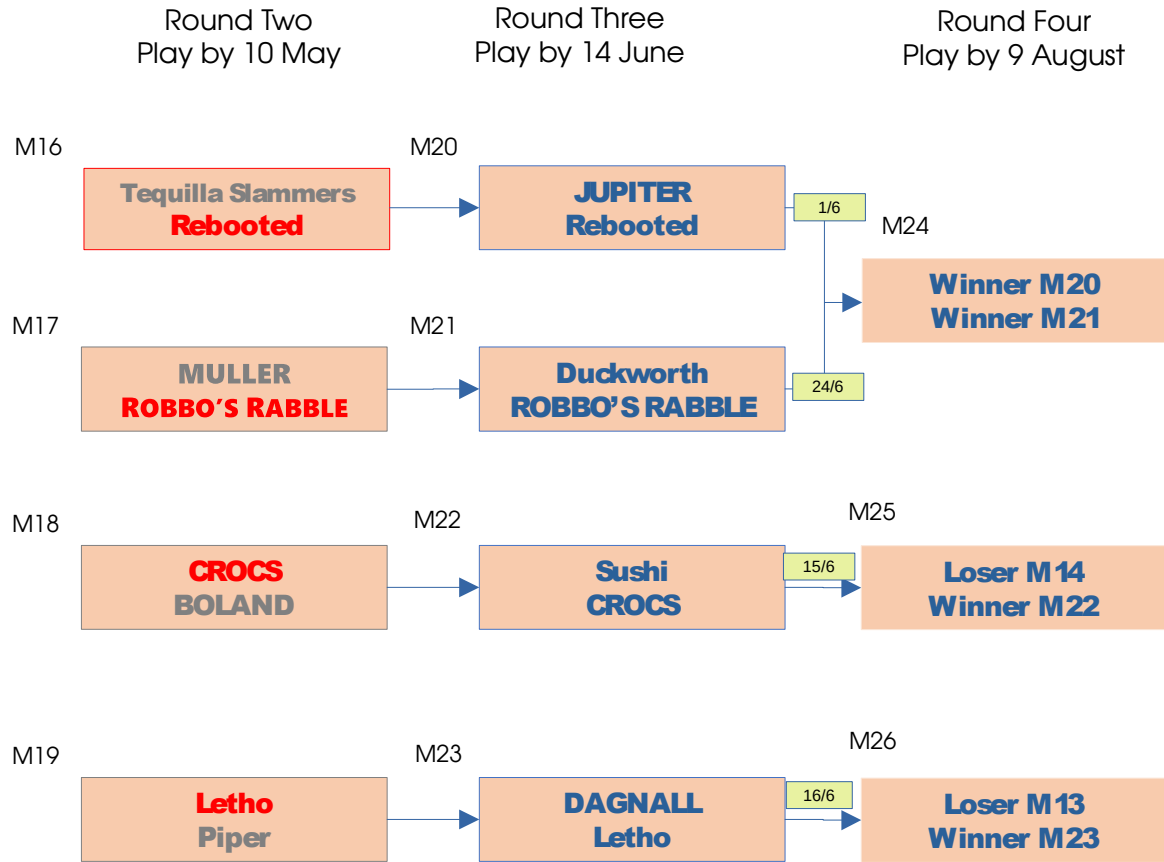 Round Two
Play by 10 May
Round Three
Play by 14 June
Round Four
Play by 9 August
M16
Tequilla Slammers
Rebooted
M20
JUPITER
Rebooted
1/6
M24
Winner M20
Winner M21
M17
MULLER
ROBBO'S RABBLE
M21
Duckworth
ROBBO'S RABBLE
24/6
M18
CROCS
BOLAND
M22
Sushi
CROCS
15/6
M25
Loser M14
Winner M22
M19
Letho
Piper
M23
DAGNALL
Letho
16/6
M26
Loser M13
Winner M23